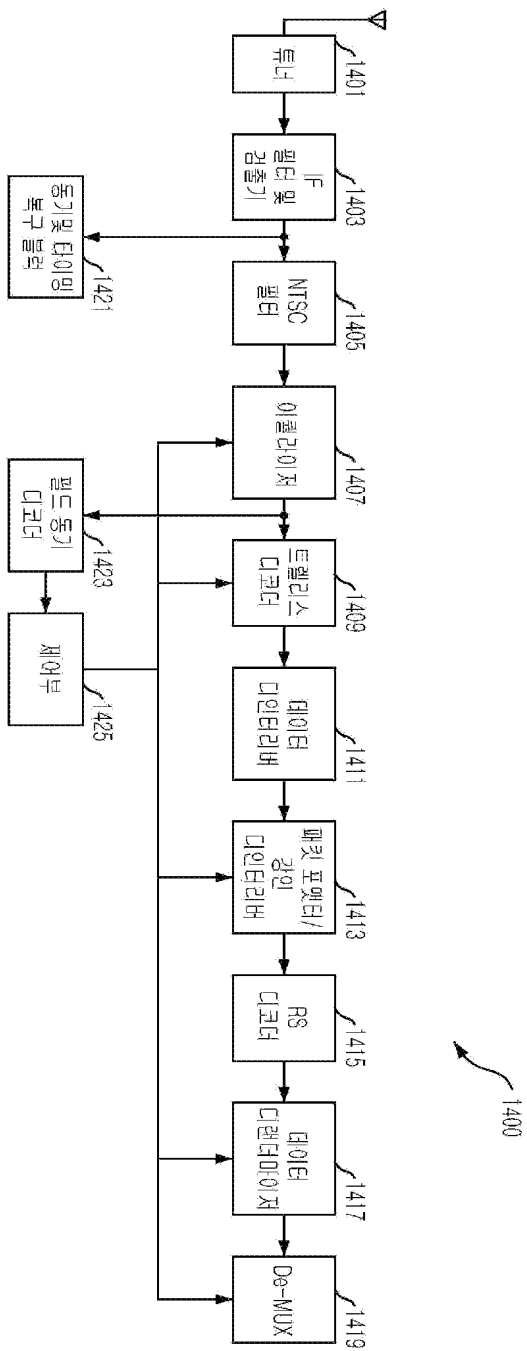 1400
1401
튜너
1403
IF
필터 및
검출기
1405
NTSC
필터
1407
이퀄라이저
1409
트렐리스
디코더
1411
데이터
디인터리버
1413
패킷 포맷터/
강인
디인터리버
1415
RS
디코더
1417
데이터
디랜더마이저
1419
De-MUX
1421
동기및 타이밍
복구 블럭
1423
필드 동기
디코더
1425
제어부